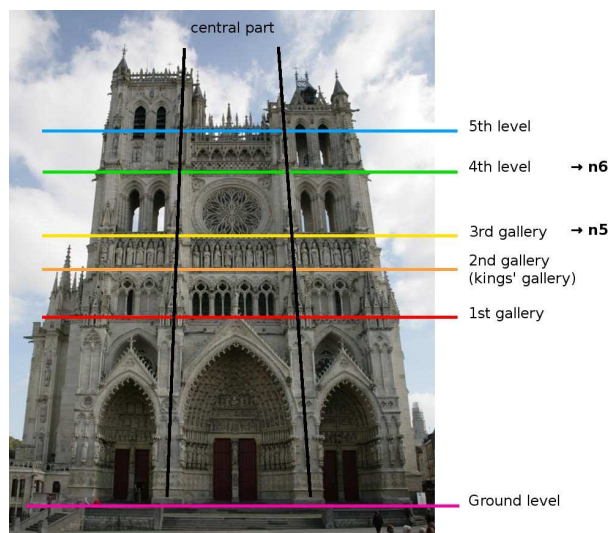 central part
5th level
4th level → n6
3rd gallery → n5
2nd gallery
(kings' gallery)
1st gallery
Ground level